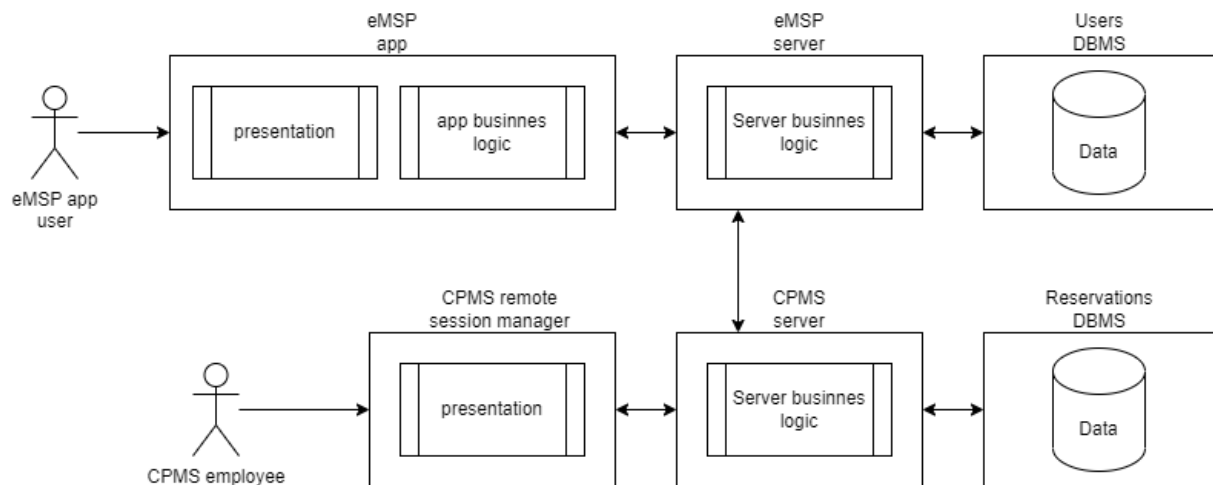 eMSP
app
eMSP
server
Users
DBMS
presentation
app businnes
logic
Server businnes
logic
Data
eMSP app
user
CPMS remote
session manager
CPMS
server
Reservations
DBMS
presentation
Server businnes
logic
Data
CPMS employee